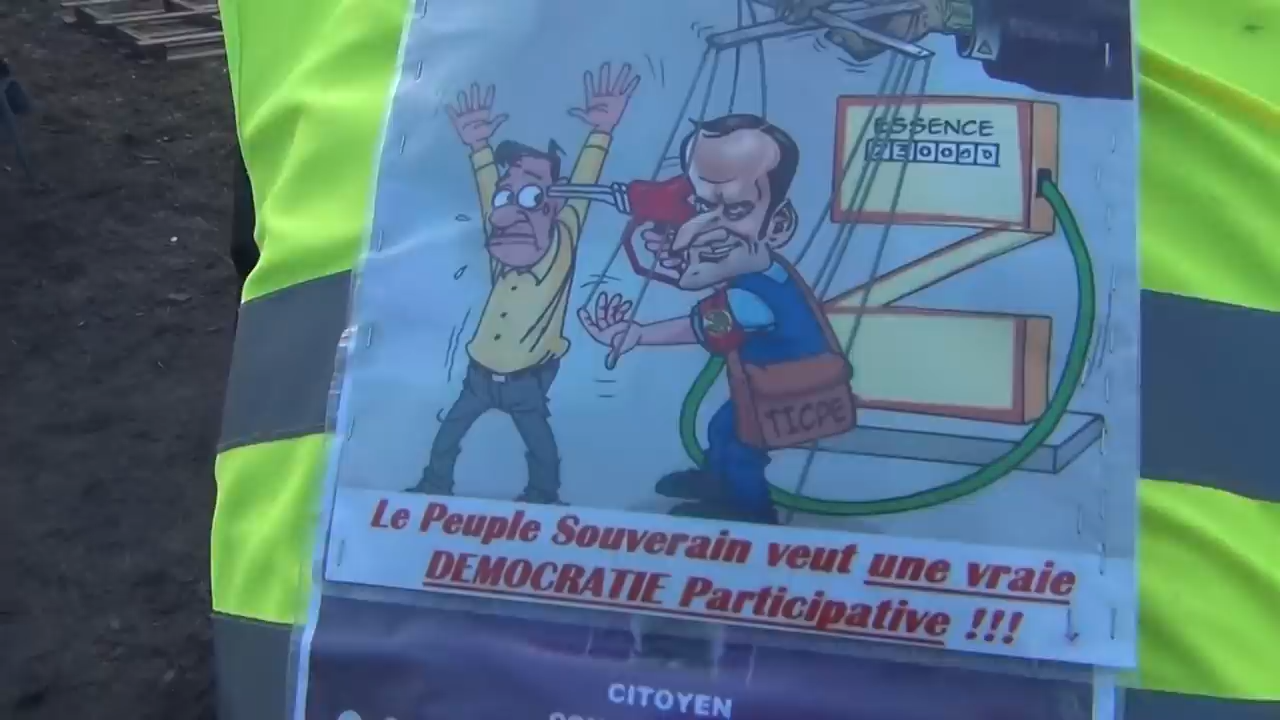 ESSENCE
TICPE
Le Peuple Souverain veut une vraie
DEMOCRATIE Participative !!!
CITOYEN